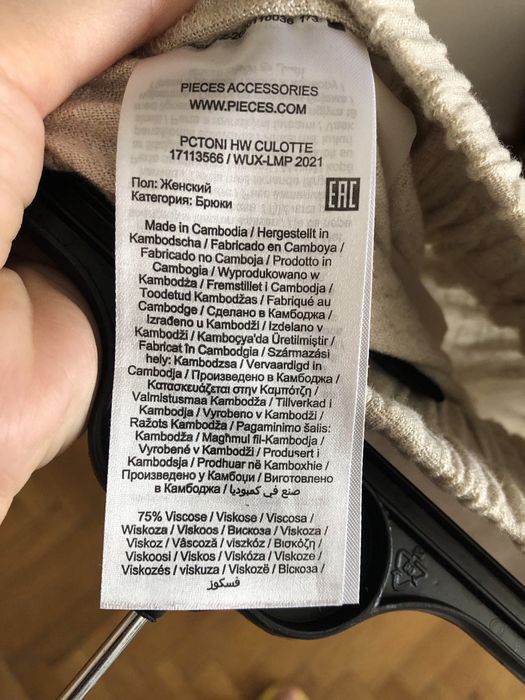 PIECES ACCESSORIES
WWW.PIECES.COM
PCTONI HW CULOTTE
17113566 / WUX-LMP 2021
Пол: Женский
Категория: Брюки
EAC
Made in Cambodia / Hergestellt in
Kambodscha / Fabricado en Camboya /
Fabricado no Camboja / Prodotto in
Cambogia / Wyprodukowano w
Kambodża / Fremstillet i Cambodja /
Toodetud Kambodžas / Fabriqué au
Cambodge / Сделано в Камбоджа /
Izrađeno u Kambodži / Izdelano v
Kambodži / Kamboçya'da Üretilmiştir /
Fabricat în Cambodgia / Származási
hely: Kambodzsa / Vervaardigd in
Cambodja / Произведено в Камбоджа /
Κατασκευάζεται στην Καμπότζη /
Valmistusmaa Kambodža / Tillverkad i
Kambodja / Vyrobeno v Kambodži /
Ražots Kambodža / Pagaminimo šalis:
Kambodža / Magħmul fil-Kambodja /
Vyrobené v Kambodži / Produsert i
Kambodsja / Prodhuar në Kamboxhie /
Произведено у Камбоџи / Виготовлено
в Камбоджа / صنع في كمبوديا
75% Viscose / Viskose / Viscosa /
Wiskoza / Viskoos / Вискоза / Viskoza /
Viskoz / Vâscoză / viszkóz / Βισκόζη /
Viskoosi / Viskos / Viskóza / Viskoze /
Viskozės / viskuza / Viskozë / Віскоза /
فسكوز